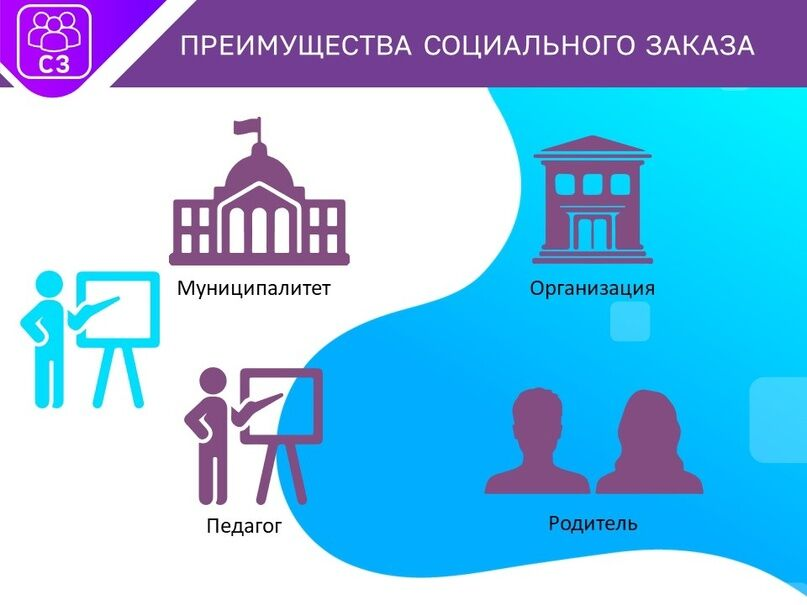 СЗ
ПРЕИМУЩЕСТВА СОЦИАЛЬНОГО ЗАКАЗА
Муниципалитет
Организация
Педагог
Родитель